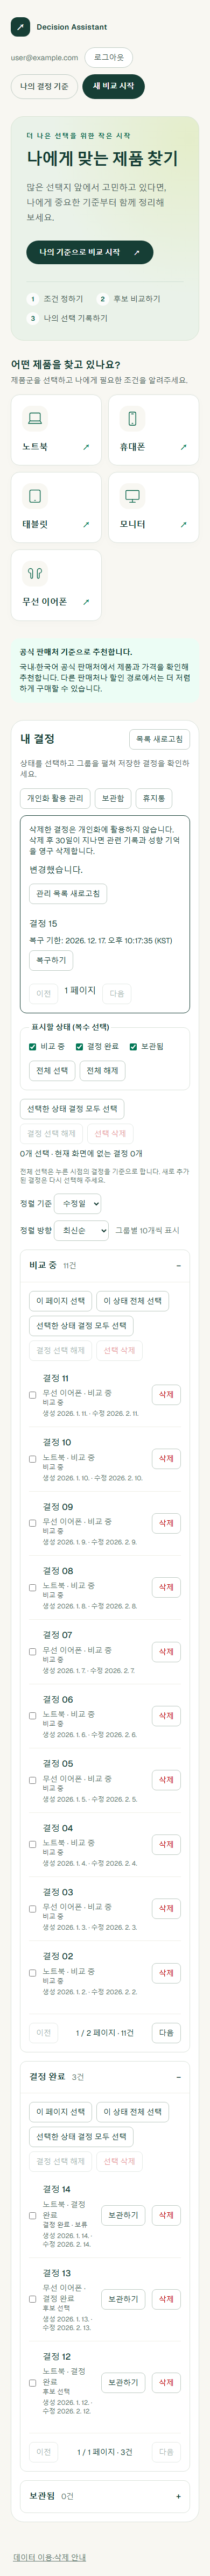 Decision Assistant
user@example.com 로그아웃
나의 결정 기준 새 비교 시작
더 나은 선택을 위한 작은 시작
나에게 맞는 제품 찾기
많은 선택지 앞에서 고민하고 있다면,
나에게 중요한 기준부터 함께 정리해
보세요.
나의 기준으로 비교 시작
1 조건 정하기 2 후보 비교하기
3 나의 선택 기록하기
어떤 제품을 찾고 있나요?
제품군을 선택하고 나에게 필요한 조건을 알려주세요.
노트북 휴대폰
태블릿 모니터
무선 이어폰
공식 판매처 기준으로 추천합니다.
국내·한국어 공식 판매처에서 제품과 가격을 확인해
추천합니다. 다른 판매처나 할인 경로에서는 더 저렴
하게 구매할 수 있습니다.
내 결정 목록 새로고침
상태를 선택하고 그룹을 펼쳐 저장한 결정을 확인하
세요.
개인화 활용 관리 보관함 휴지통
삭제한 결정은 개인화에 활용하지 않습니다.
삭제 후 30일이 지나면 관련 기록과 성향 기억
을 영구 삭제합니다.
변경했습니다.
관리 목록 새로고침
결정 15
복구 기한: 2026. 12. 17. 오후 10:17:35 (KST)
복구하기
이전 1 페이지 다음
표시할 상태 (복수 선택)
비교 중 결정 완료 보관됨
전체 선택 전체 해제
선택한 상태 결정 모두 선택
결정 선택 해제 선택 삭제
0개 선택 · 현재 화면에 없는 결정 0개
전체 선택은 누른 시점의 결정을 기준으로 합니다. 새로 추가
된 결정은 다시 선택해 주세요.
정렬 기준 수정일
정렬 방향 최신순 그룹별 10개씩 표시
비교 중 11건 −
이 페이지 선택 이 상태 전체 선택
선택한 상태 결정 모두 선택
결정 선택 해제 선택 삭제
결정 11
무선 이어폰 · 비교 중
비교 중
생성 2026. 1. 11. · 수정 2026. 2. 11.
삭제
결정 10
노트북 · 비교 중
비교 중
생성 2026. 1. 10. · 수정 2026. 2. 10.
삭제
결정 09
무선 이어폰 · 비교 중
비교 중
생성 2026. 1. 9. · 수정 2026. 2. 9.
삭제
결정 08
노트북 · 비교 중
비교 중
생성 2026. 1. 8. · 수정 2026. 2. 8.
삭제
결정 07
무선 이어폰 · 비교 중
비교 중
생성 2026. 1. 7. · 수정 2026. 2. 7.
삭제
결정 06
노트북 · 비교 중
비교 중
생성 2026. 1. 6. · 수정 2026. 2. 6.
삭제
결정 05
무선 이어폰 · 비교 중
비교 중
생성 2026. 1. 5. · 수정 2026. 2. 5.
삭제
결정 04
노트북 · 비교 중
비교 중
생성 2026. 1. 4. · 수정 2026. 2. 4.
삭제
결정 03
무선 이어폰 · 비교 중
비교 중
생성 2026. 1. 3. · 수정 2026. 2. 3.
삭제
결정 02
노트북 · 비교 중
비교 중
생성 2026. 1. 2. · 수정 2026. 2. 2.
삭제
이전 1 / 2 페이지 · 11건 다음
결정 완료 3건 −
이 페이지 선택 이 상태 전체 선택
선택한 상태 결정 모두 선택
결정 선택 해제 선택 삭제
결정 14
노트북 · 결정
완료
결정 완료 · 보류
생성 2026. 1. 14. ·
수정 2026. 2. 14.
보관하기 삭제
결정 13
무선 이어폰 ·
결정 완료
후보 선택
생성 2026. 1. 13. ·
수정 2026. 2. 13.
보관하기 삭제
결정 12
노트북 · 결정
완료
후보 선택
생성 2026. 1. 12. ·
수정 2026. 2. 12.
보관하기 삭제
이전 1 / 1 페이지 · 3건 다음
보관됨 0건 +
데이터 이용·삭제 안내